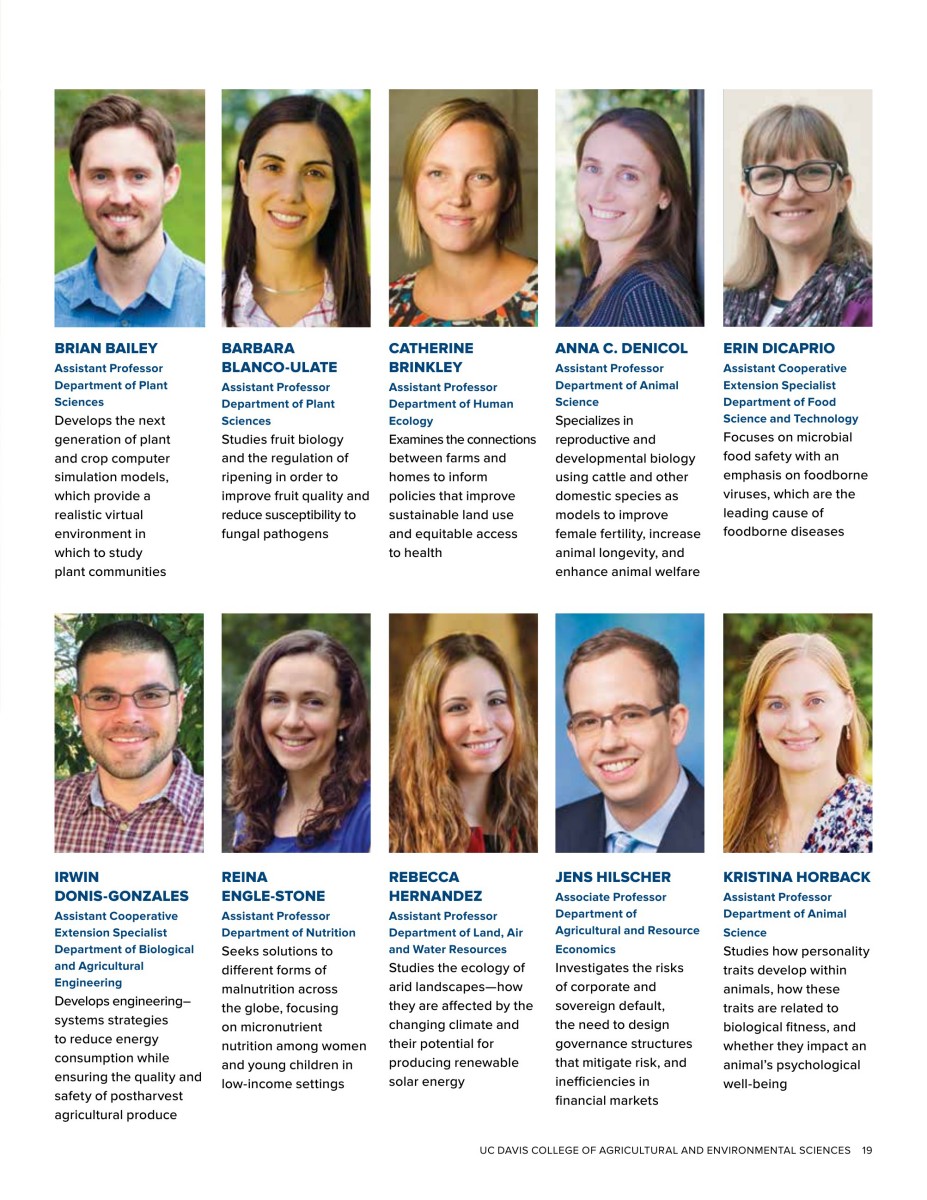 BRIAN BAILEY
Assistant Professor
Department of Plant
Sciences
Develops the next
generation of plant
and crop computer
simulation models,
which provide a
realistic virtual
environment in
which to study
plant communities
BARBARA
BLANCO-ULATE
Assistant Professor
Department of Plant
Sciences
Studies fruit biology
and the regulation of
ripening in order to
improve fruit quality and
reduce susceptibility to
fungal pathogens
CATHERINE
BRINKLEY
Assistant Professor
Department of Human
Ecology
Examines the connections
between farms and
homes to inform
policies that improve
sustainable land use
and equitable access
to health
ANNA C. DENICOL
Assistant Professor
Department of Animal
Science
Specializes in
reproductive and
developmental biology
using cattle and other
domestic species as
models to improve
female fertility, increase
animal longevity, and
enhance animal welfare
ERIN DICAPRIO
Assistant Cooperative
Extension Specialist
Department of Food
Science and Technology
Focuses on microbial
food safety with an
emphasis on foodborne
viruses, which are the
leading cause of
foodborne diseases
IRWIN
DONIS-GONZALES
Assistant Cooperative
Extension Specialist
Department of Biological
and Agricultural
Engineering
Develops engineering–
systems strategies
to reduce energy
consumption while
ensuring the quality and
safety of postharvest
agricultural produce
REINA
ENGLE-STONE
Assistant Professor
Department of Nutrition
Seeks solutions to
different forms of
malnutrition across
the globe, focusing
on micronutrient
nutrition among women
and young children in
low-income settings
REBECCA
HERNANDEZ
Assistant Professor
Department of Land, Air
and Water Resources
Studies the ecology of
arid landscapes—how
they are affected by the
changing climate and
their potential for
producing renewable
solar energy
JENS HILSCHER
Associate Professor
Department of
Agricultural and Resource
Economics
Investigates the risks
of corporate and
sovereign default,
the need to design
governance structures
that mitigate risk, and
inefficiencies in
financial markets
KRISTINA HORBACK
Assistant Professor
Department of Animal
Science
Studies how personality
traits develop within
animals, how these
traits are related to
biological fitness, and
whether they impact an
animal's psychological
well-being
UC DAVIS COLLEGE OF AGRICULTURAL AND ENVIRONMENTAL SCIENCES 19